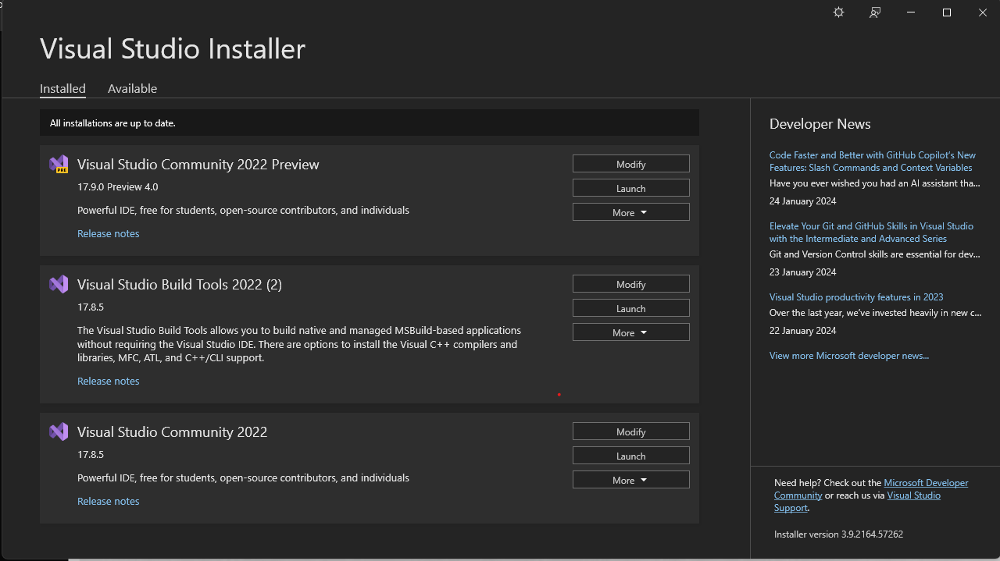 Visual Studio Installer
Installed
Available
All installations are up to date.
PRE
Visual Studio Community 2022 Preview
17.9.0 Preview 4.0
Powerful IDE, free for students, open-source contributors, and individuals
Release notes
Modify
Launch
More
Visual Studio Build Tools 2022 (2)
17.8.5
The Visual Studio Build Tools allows you to build native and managed MSBuild-based applications
without requiring the Visual Studio IDE. There are options to install the Visual C++ compilers and
libraries, MFC, ATL, and C++/CLI support.
Release notes
Modify
Launch
More
Visual Studio Community 2022
17.8.5
Powerful IDE, free for students, open-source contributors, and individuals
Release notes
Modify
Launch
More
Developer News
Code Faster and Better with GitHub Copilot's New
Features: Slash Commands and Context Variables
Have you ever wished you had an AI assistant tha...
24 January 2024
Elevate Your Git and GitHub Skills in Visual Studio
with the Intermediate and Advanced Series
Git and Version Control skills are essential for dev...
23 January 2024
Visual Studio productivity features in 2023
Over the last year, we've invested heavily in new c...
22 January 2024
View more Microsoft developer news...
Need help? Check out the Microsoft Developer
Community or reach us via Visual Studio
Support.
Installer version 3.9.2164.57262